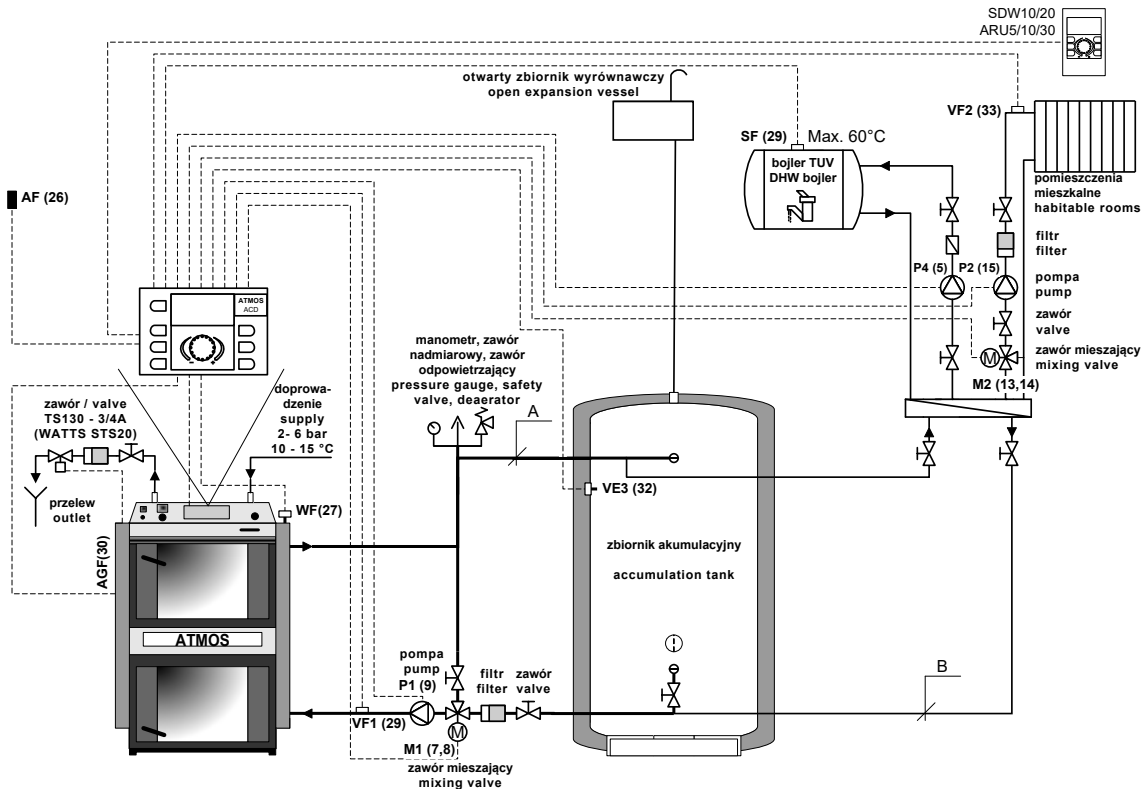 SDW10/20
ARU5/10/30
otwarty zbiornik wyrównawczy
open expansion vessel
VF2 (33)
SF (29)
Max. 60°C
bojler TUV
DHW bojler
pomieszczenia
mieszkalne
habitable rooms
AF (26)
filtr
filter
P4 (5)
P2 (15)
pompa
pump
ATMOS
ACD
- +
zawór
valve
manometr, zawór
nadmiarowy, zawór
odpowietrzający
pressure gauge, safety
valve, deaerator
M
zawór mieszający
mixing valve
M2 (13,14)
doprowa-
dzenie
supply
2- 6 bar
10 - 15 °C
zawór / valve
TS130 - 3/4A
(WATTS STS20)
A
przelew
outlet
WF(27)
VE3 (32)
AGF(30)
zbiornik akumulacyjny
accumulation tank
ATMOS
pompa
pump
P1 (9)
filtr
filter
zawór
valve
B
VF1 (29)
M
M1 (7,8)
zawór mieszający
mixing valve